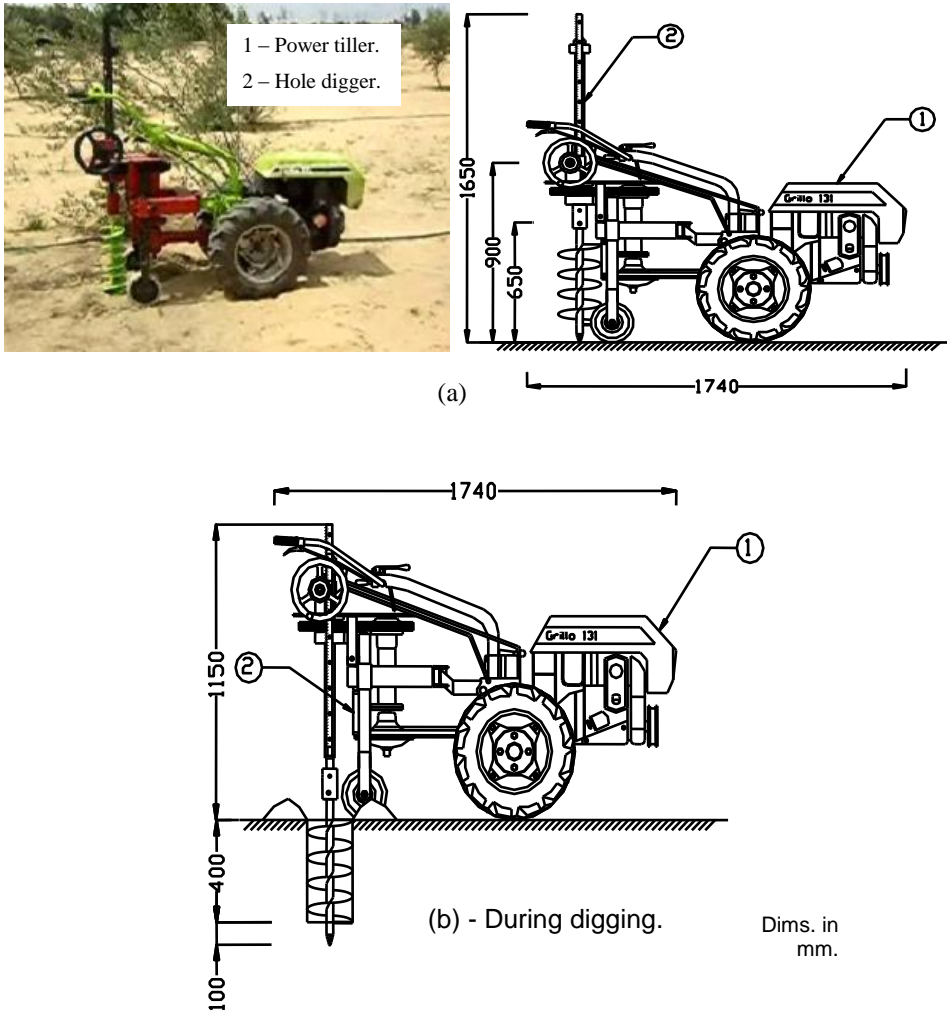 1 – Power tiller.
2 – Hole digger.
2
1
1650
900
650
Grillo 131
1740
(a)
1740
1
Grillo 131
2
1150
400
100
(b) - During digging.
Dims. in
mm.